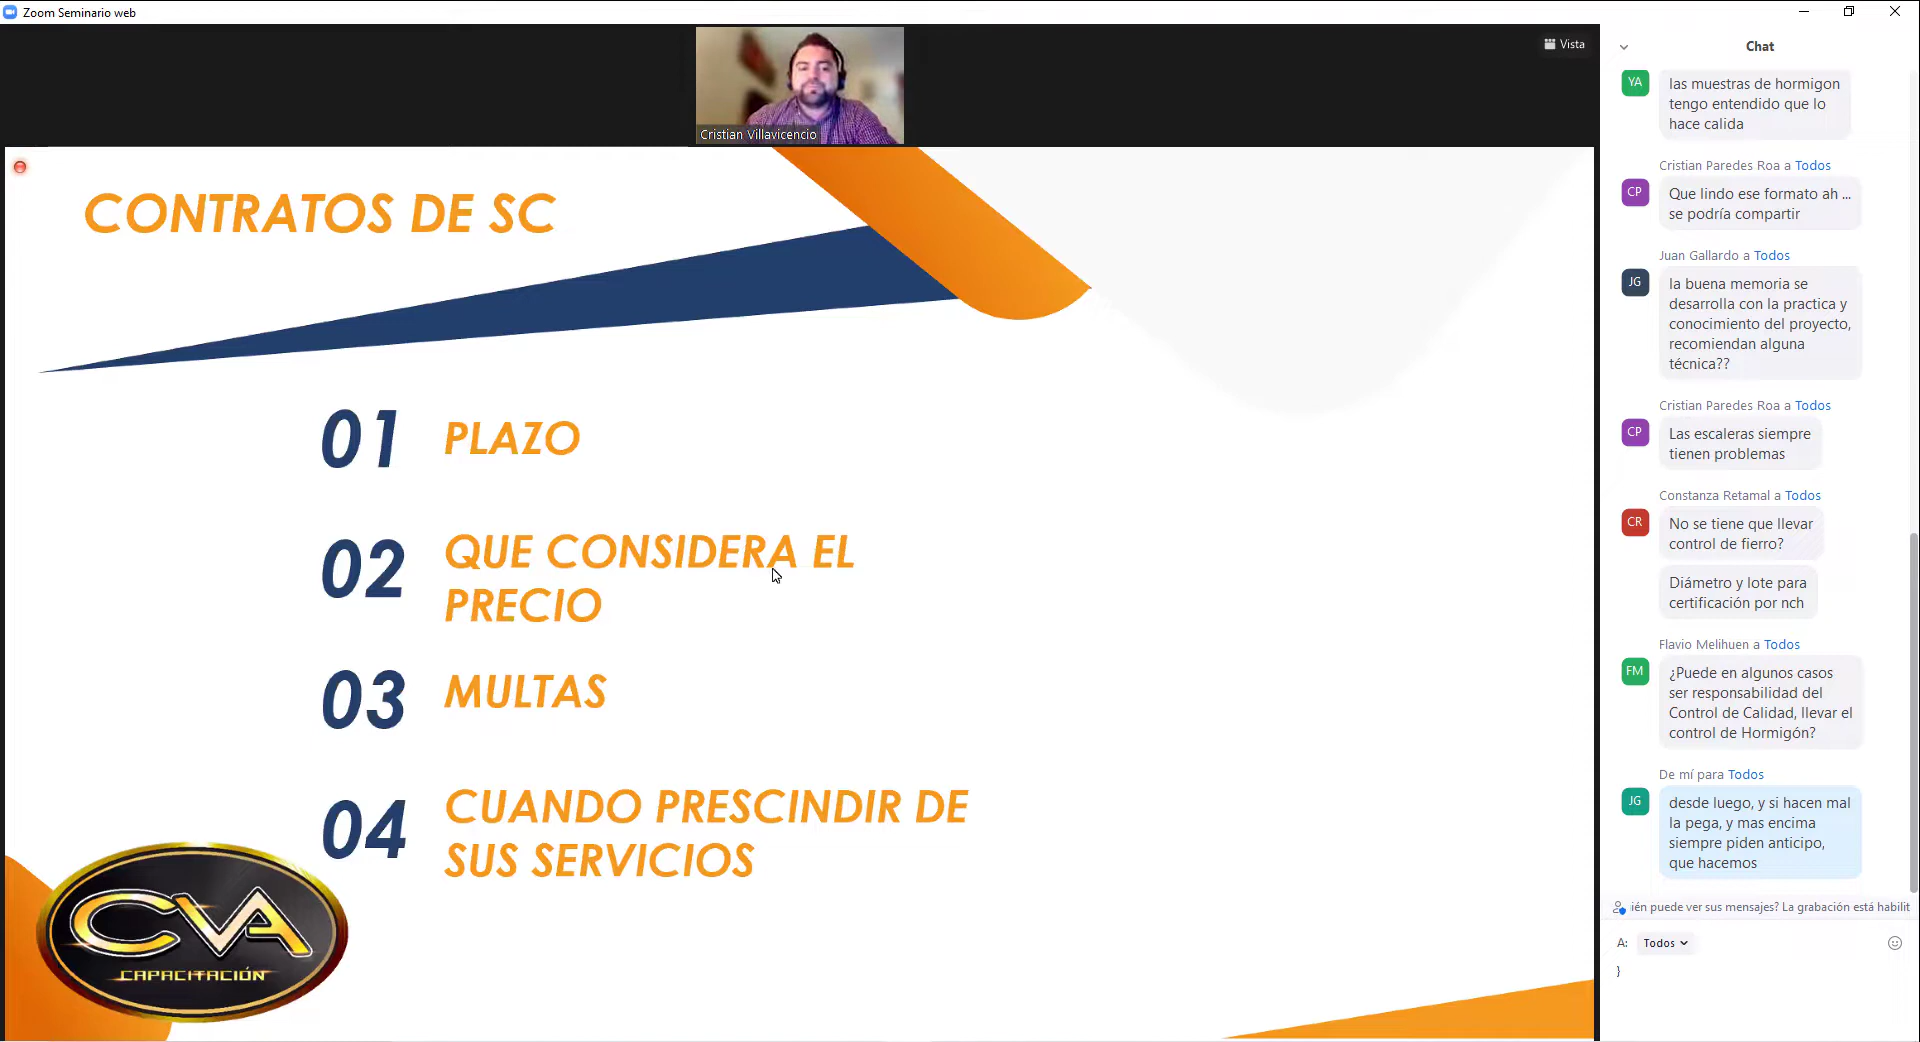 Zoom Seminario web
Vista
Cristian Villavicencio
CONTRATOS DE SC
01
PLAZO
02
QUE CONSIDERA EL
PRECIO
03
MULTAS
04
CUANDO PRESCINDIR DE
SUS SERVICIOS
CVA
CAPACITACIÓN
Chat
YA
las muestras de hormigon
tengo entendido que lo
hace calida
Cristian Paredes Roa a Todos
CP
Que lindo ese formato ah ...
se podría compartir
Juan Gallardo a Todos
JG
la buena memoria se
desarrolla con la practica y
conocimiento del proyecto,
recomiendan alguna
técnica??
Cristian Paredes Roa a Todos
CP
Las escaleras siempre
tienen problemas
Constanza Retamal a Todos
CR
No se tiene que llevar
control de fierro?
Diámetro y lote para
certificación por nch
Flavio Melihuen a Todos
FM
¿Puede en algunos casos
ser responsabilidad del
Control de Calidad, llevar el
control de Hormigón?
De mí para Todos
JG
desde luego, y si hacen mal
la pega, y mas encima
siempre piden anticipo,
que hacemos
ién puede ver sus mensajes? La grabación está habilit
A: Todos
}